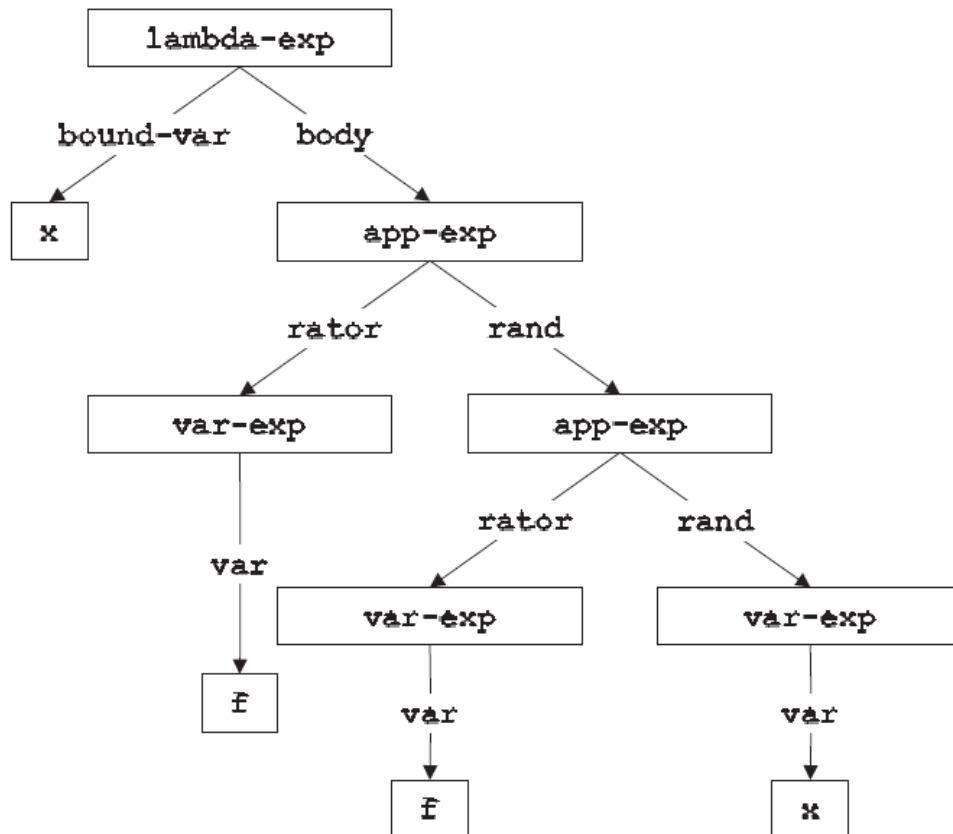 lambda-exp
bound-var body
x app-exp
rator rand
var-exp app-exp
rator rand
var
var-exp var-exp
f
var var
f x